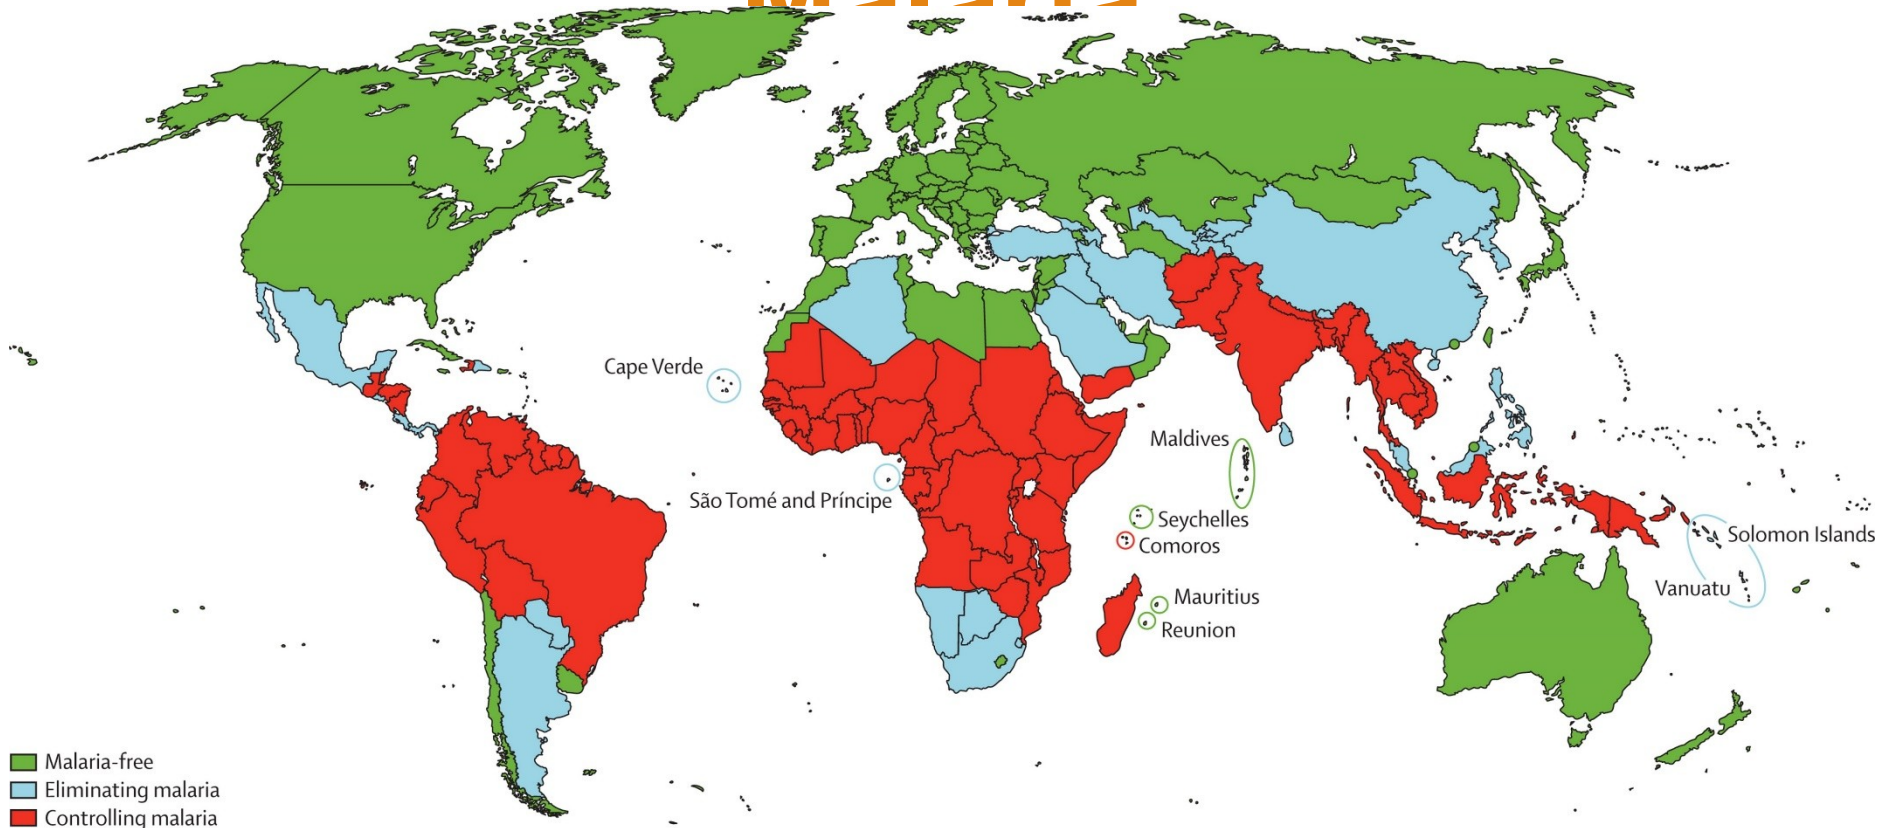 Malaria
Cape Verde
São Tomé and Príncipe
Maldives
Seychelles
Comoros
Mauritius
Reunion
Solomon Islands
Vanuatu
Malaria-free
Eliminating malaria
Controlling malaria